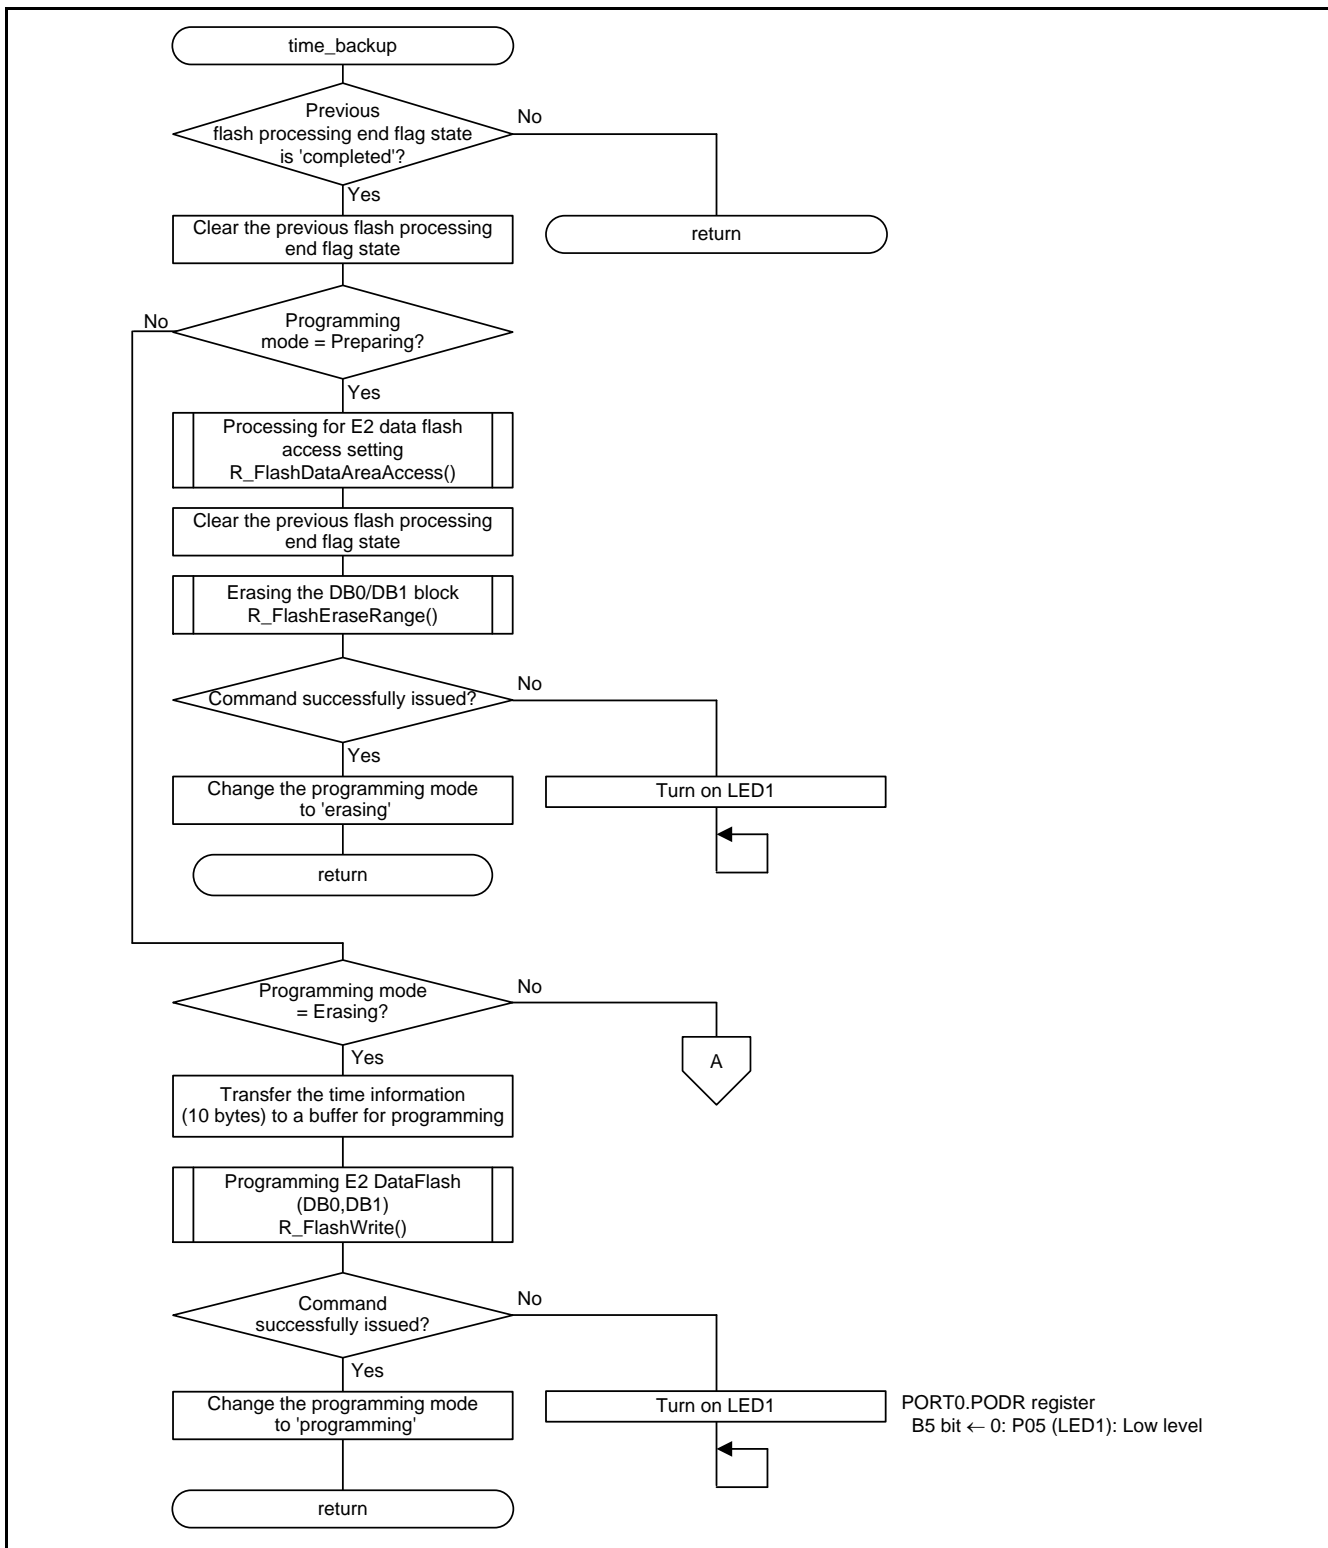 time_backup
Previous
flash processing end flag state
is 'completed'?
No
Yes
Clear the previous flash processing
end flag state
return
No
Programming
mode = Preparing?
Yes
Processing for E2 data flash
access setting
R_FlashDataAreaAccess()
Clear the previous flash processing
end flag state
Erasing the DB0/DB1 block
R_FlashEraseRange()
Command successfully issued?
No
Yes
Change the programming mode
to 'erasing'
Turn on LED1
return
Programming mode
= Erasing?
No
A
Yes
Transfer the time information
(10 bytes) to a buffer for programming
Programming E2 DataFlash
(DB0,DB1)
R_FlashWrite()
Command
successfully issued?
No
Yes
Change the programming mode
to 'programming'
Turn on LED1
PORT0.PODR register
B5 bit ← 0: P05 (LED1): Low level
return